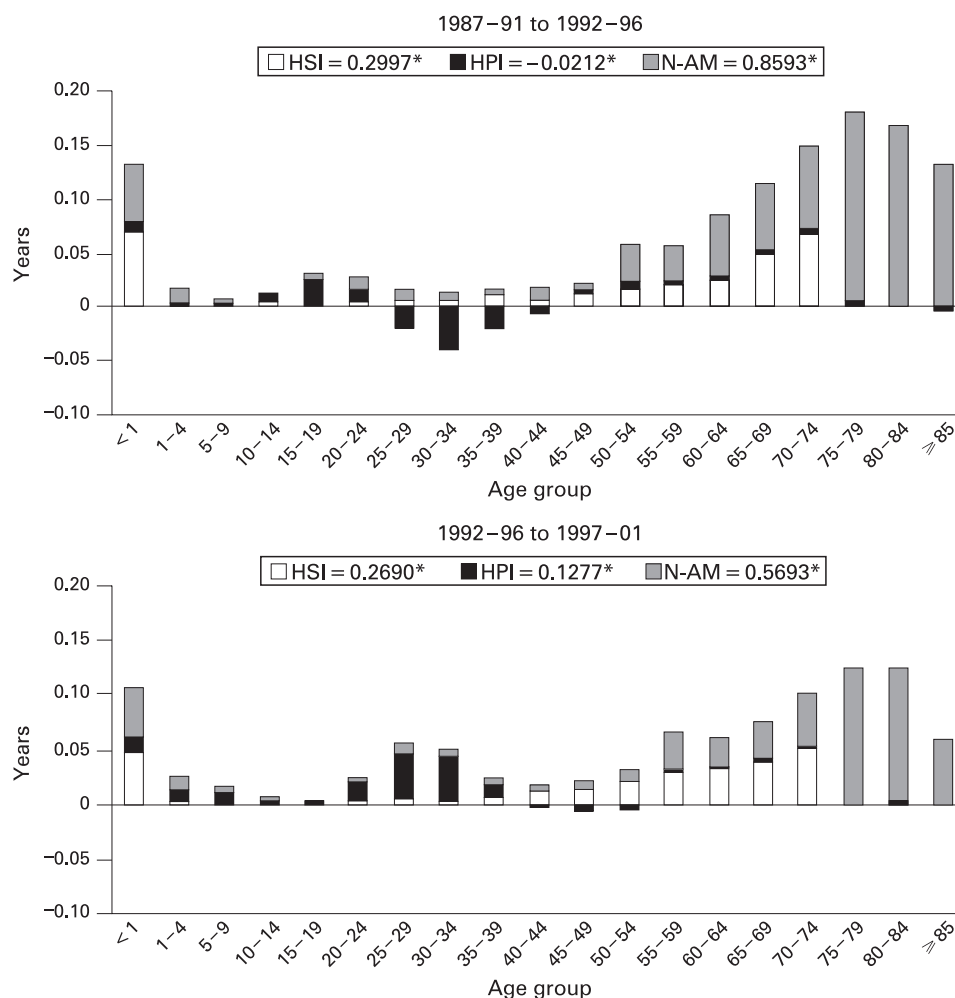 1987–91 to 1992–96
HSI = 0.2997* HPI = –0.0212* N-AM = 0.8593*
0.20
0.15
0.10
0.05
0
–0.05
–0.10
Years
< 1 1–4 5–9 10–14 15–19 20–24 25–29 30–34 35–39 40–44 45–49 50–54 55–59 60–64 65–69 70–74 75–79 80–84 ⩾ 85
Age group
1992–96 to 1997–01
HSI = 0.2690* HPI = 0.1277* N-AM = 0.5693*
0.20
0.15
0.10
0.05
0
–0.05
–0.10
Years
< 1 1–4 5–9 10–14 15–19 20–24 25–29 30–34 35–39 40–44 45–49 50–54 55–59 60–64 65–69 70–74 75–79 80–84 ⩾ 85
Age group